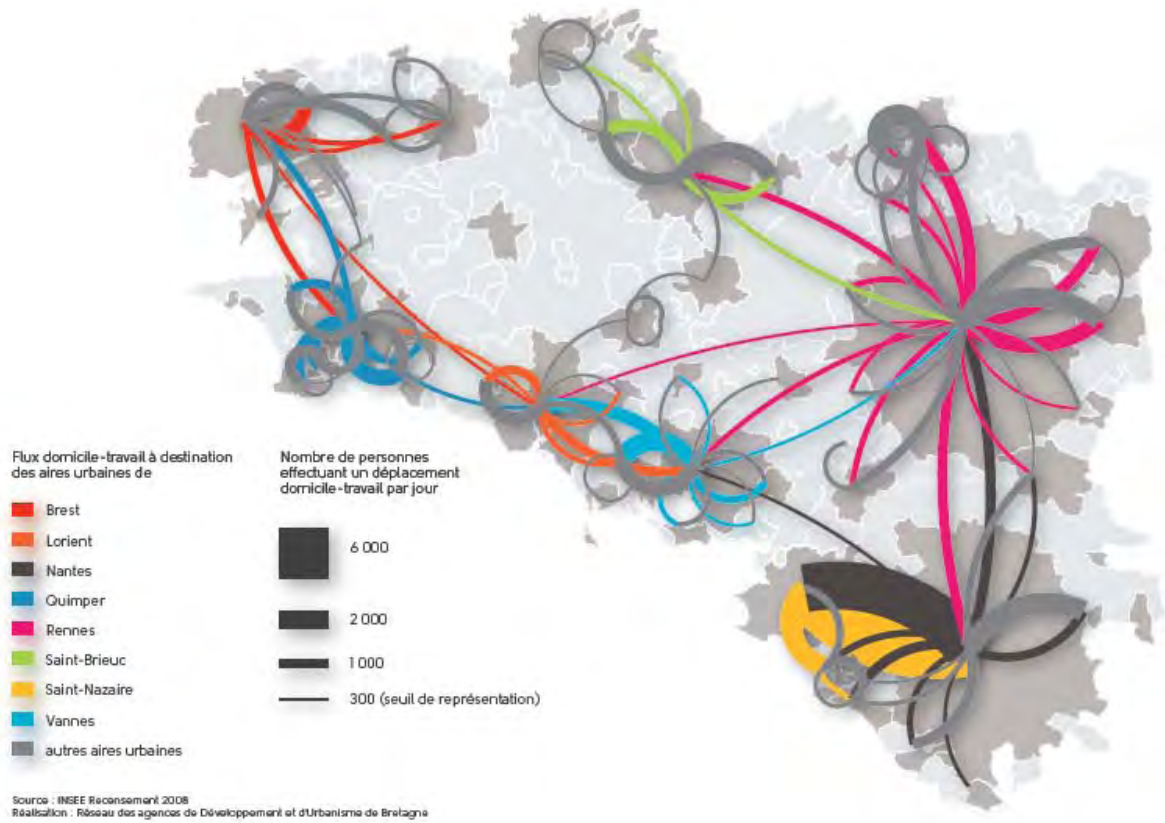 Flux domicile-travail à destination
des aires urbaines de
Brest
Lorient
Nantes
Quimper
Rennes
Saint-Brieuc
Saint-Nazaire
Vannes
autres aires urbaines
Nombre de personnes
effectuant un déplacement
domicile-travail par jour
6 000
2 000
1 000
300 (seuil de représentation)
Source : INSEE Recensement 2008
Réalisation : Réseau des agences de Développement et d'Urbanisme de Bretagne